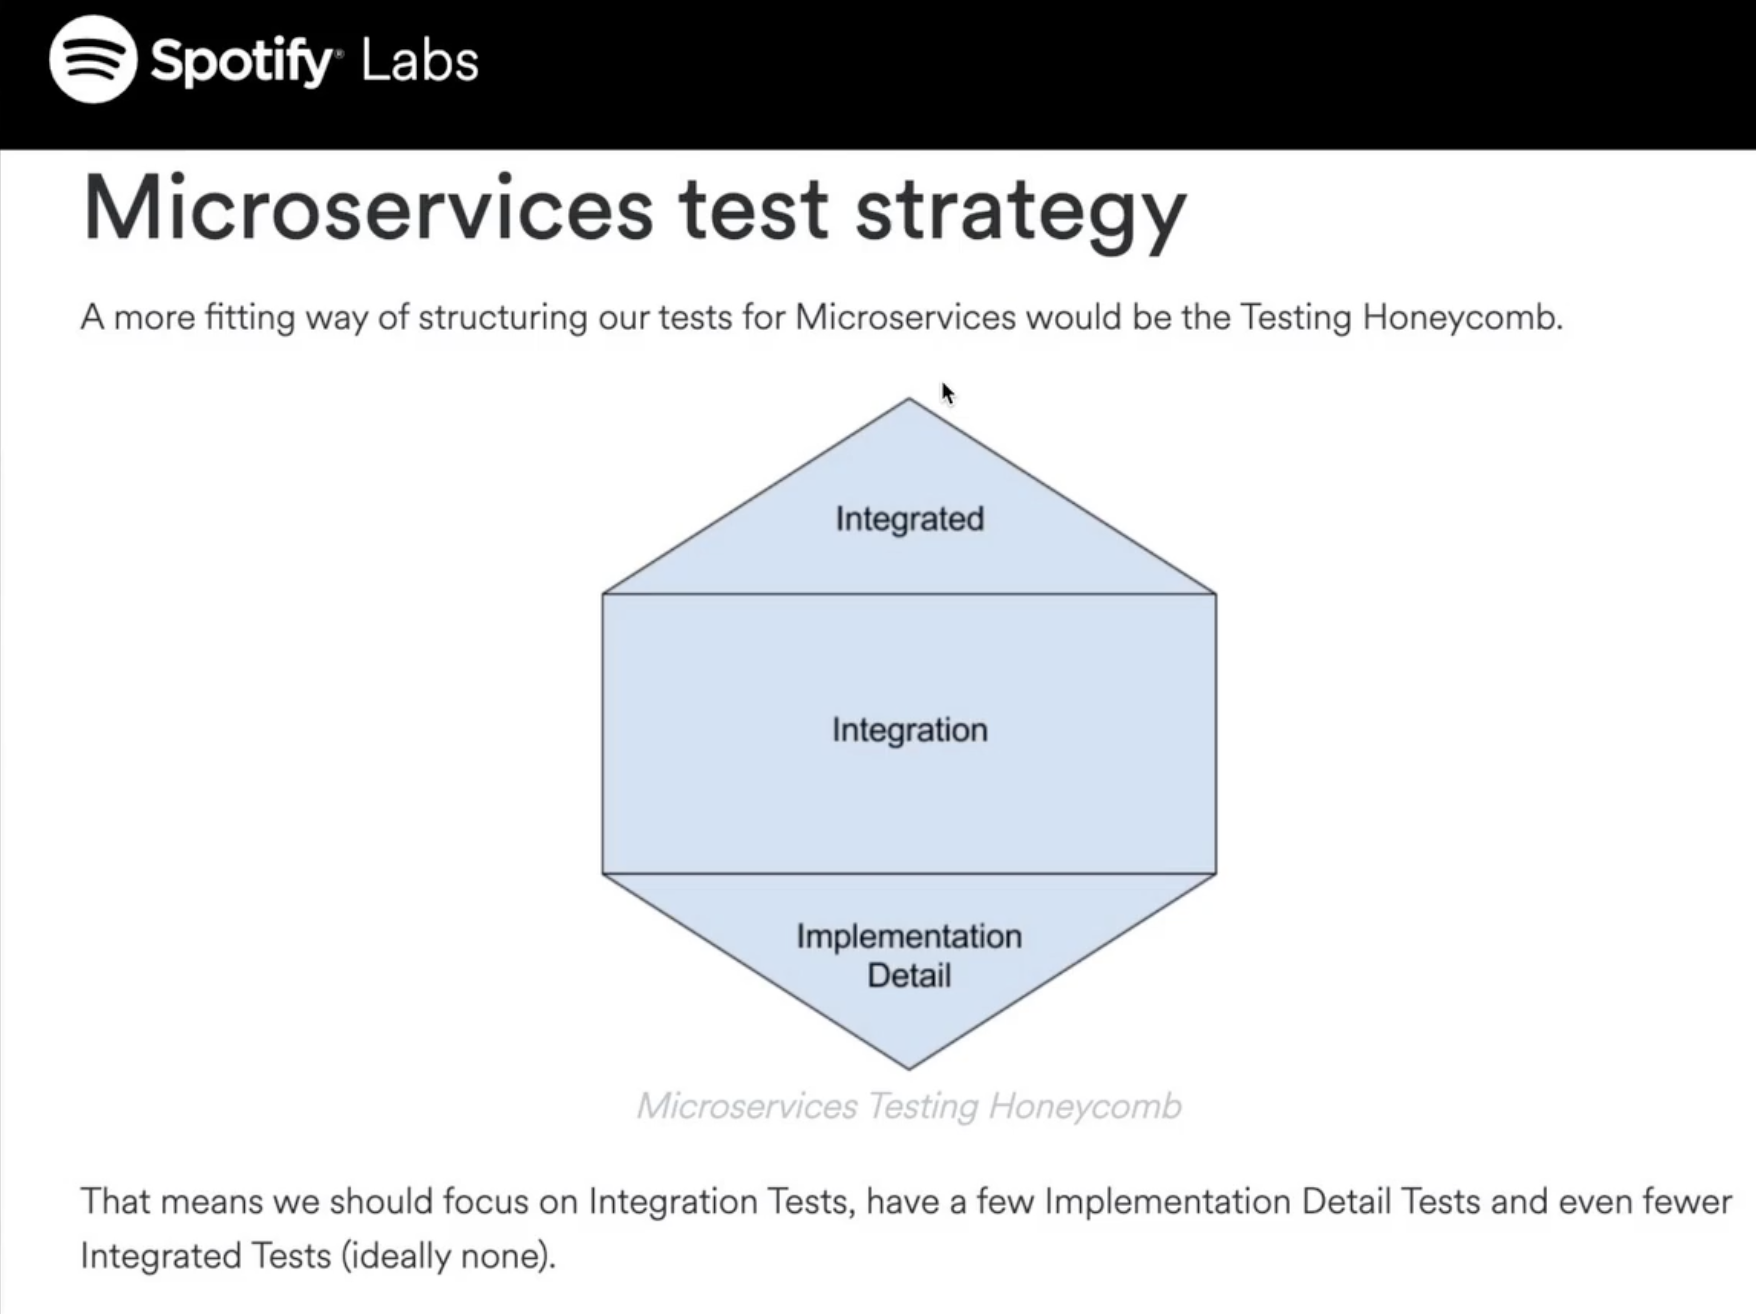 Spotify® Labs
Microservices test strategy
A more fitting way of structuring our tests for Microservices would be the Testing Honeycomb.
Integrated
Integration
Implementation
Detail
Microservices Testing Honeycomb
That means we should focus on Integration Tests, have a few Implementation Detail Tests and even fewer
Integrated Tests (ideally none).